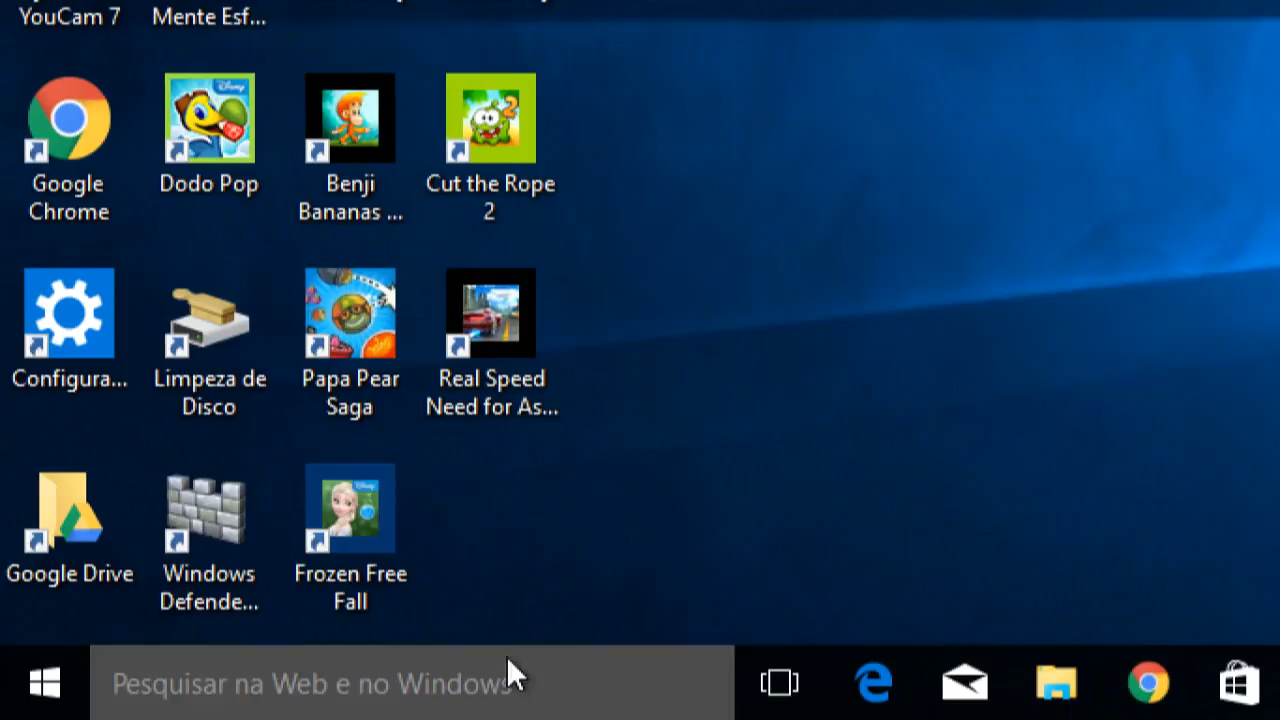 YouCam 7
Mente Esf...
Google
Chrome
Dodo Pop
Benji
Bananas ...
Cut the Rope
2
Configura...
Limpeza de
Disco
Papa Pear
Saga
Real Speed
Need for As...
Google Drive
Windows
Defende...
Frozen Free
Fall
Pesquisar na Web e no Windows